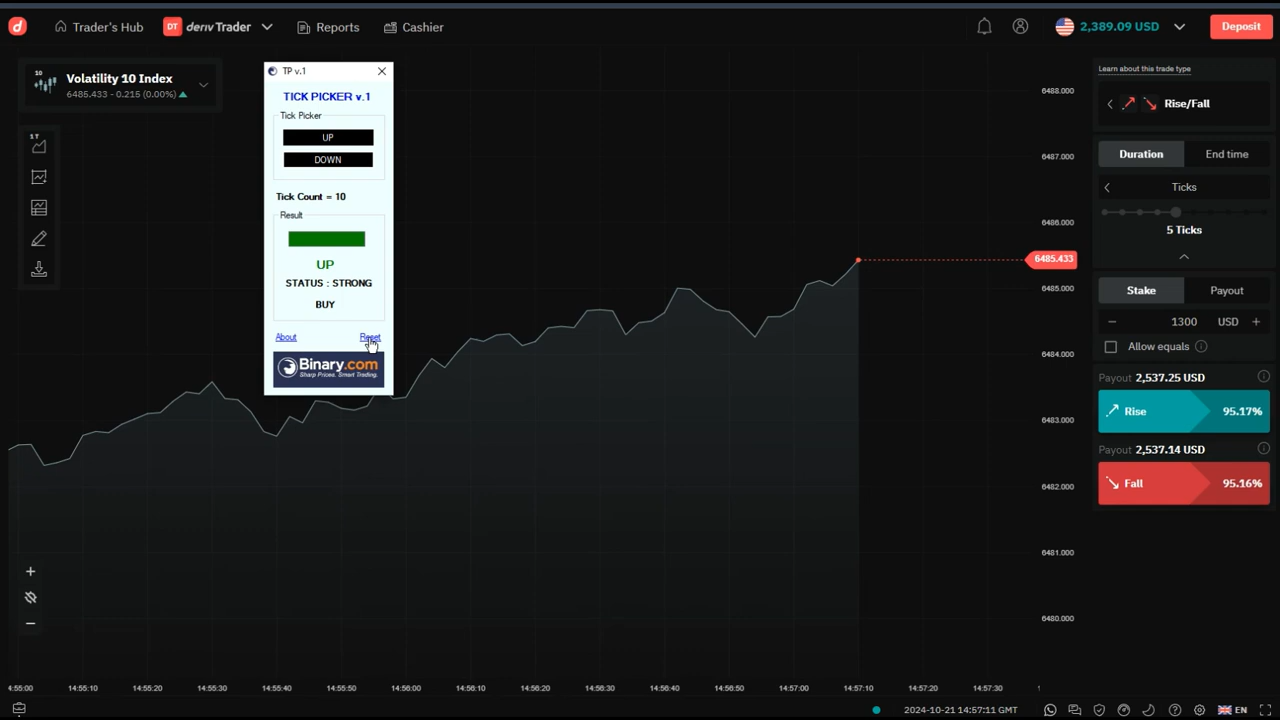 Trader's Hub
DT deriv Trader
Reports
Cashier
2,389.09 USD
Deposit
10
Volatility 10 Index
6485.433 - 0.215 (0.00%)
1 T
TP v.1
TICK PICKER v.1
Tick Picker
UP
DOWN
Tick Count = 10
Result
UP
STATUS : STRONG
BUY
About
Reset
Binary.com
Sharp Prices. Smart Trading.
6488.000
6487.000
6486.000
6485.433
6485.000
6484.000
6483.000
6482.000
6481.000
6480.000
Learn about this trade type
Rise/Fall
Duration
End time
Ticks
5 Ticks
Stake
Payout
− 1300 USD +
Allow equals
Payout 2,537.25 USD
Rise 95.17%
Payout 2,537.14 USD
Fall 95.16%
4:55:00 14:55:10 14:55:20 14:55:30 14:55:40 14:55:50 14:56:00 14:56:10 14:56:20 14:56:30 14:56:40 14:56:50 14:57:00 14:57:10 14:57:20 14:57:30
2024-10-21 14:57:11 GMT
EN